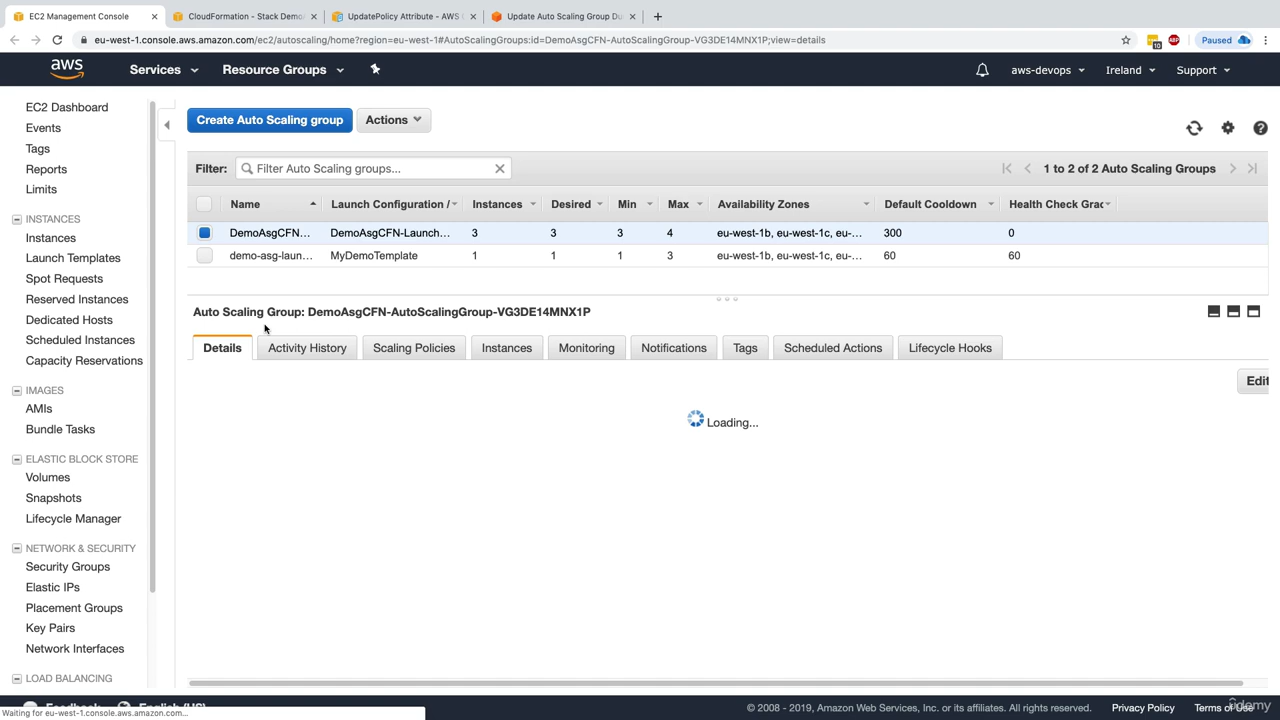 EC2 Management Console
CloudFormation - Stack Demo
UpdatePolicy Attribute - AWS
Update Auto Scaling Group Du
eu-west-1.console.aws.amazon.com/ec2/autoscaling/home?region=eu-west-1#AutoScalingGroups:id=DemoAsgCFN-AutoScalingGroup-VG3DE14MNX1P;view=details
10
ABP
Paused
aws
Services
Resource Groups
aws-devops
Ireland
Support
EC2 Dashboard
Events
Tags
Reports
Limits
INSTANCES
Instances
Launch Templates
Spot Requests
Reserved Instances
Dedicated Hosts
Scheduled Instances
Capacity Reservations
IMAGES
AMIs
Bundle Tasks
ELASTIC BLOCK STORE
Volumes
Snapshots
Lifecycle Manager
NETWORK & SECURITY
Security Groups
Elastic IPs
Placement Groups
Key Pairs
Network Interfaces
LOAD BALANCING
Create Auto Scaling group
Actions
Filter:
Filter Auto Scaling groups...
1 to 2 of 2 Auto Scaling Groups
Name
Launch Configuration /
Instances
Desired
Min
Max
Availability Zones
Default Cooldown
Health Check Grac
DemoAsgCFN... DemoAsgCFN-Launch... 3 3 3 4 eu-west-1b, eu-west-1c, eu-... 300 0
demo-asg-laun... MyDemoTemplate 1 1 1 3 eu-west-1b, eu-west-1c, eu-... 60 60
Auto Scaling Group: DemoAsgCFN-AutoScalingGroup-VG3DE14MNX1P
Details
Activity History
Scaling Policies
Instances
Monitoring
Notifications
Tags
Scheduled Actions
Lifecycle Hooks
Edit
Loading...
Feedback
English (US)
© 2008 - 2019, Amazon Web Services, Inc. or its affiliates. All rights reserved.
Privacy Policy
Terms of Use
Waiting for eu-west-1.console.aws.amazon.com...
ûdemy